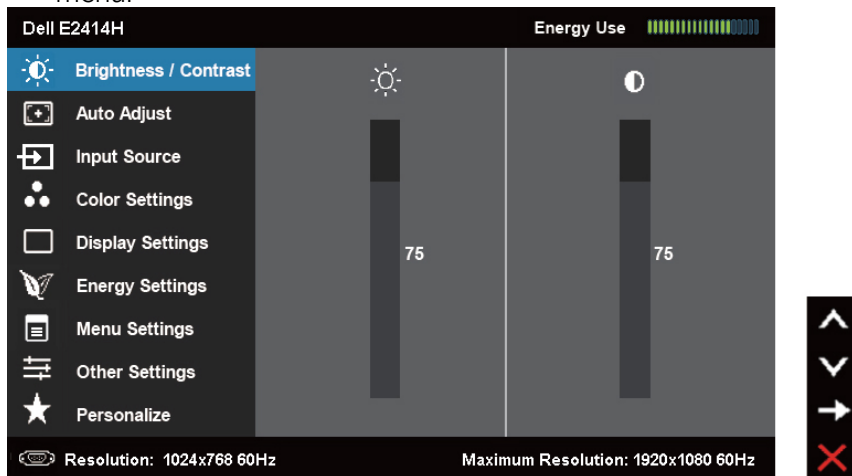 menu.
Dell E2414H Energy Use
Brightness / Contrast
Auto Adjust
Input Source
Color Settings
Display Settings
75 75
Energy Settings
Menu Settings
Other Settings
Personalize
Resolution: 1024x768 60Hz Maximum Resolution: 1920x1080 60Hz